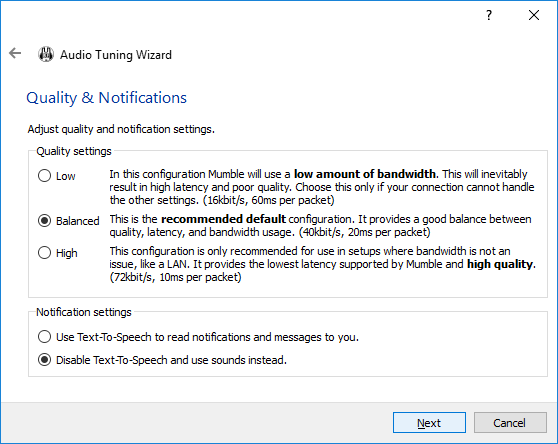 ?
Audio Tuning Wizard
Quality & Notifications
Adjust quality and notification settings.
Quality settings
Low
In this configuration Mumble will use a low amount of bandwidth. This will inevitably
result in high latency and poor quality. Choose this only if your connection cannot handle
the other settings. (16kbit/s, 60ms per packet)
Balanced
This is the recommended default configuration. It provides a good balance between
quality, latency, and bandwidth usage. (40kbit/s, 20ms per packet)
High
This configuration is only recommended for use in setups where bandwidth is not an
issue, like a LAN. It provides the lowest latency supported by Mumble and high quality.
(72kbit/s, 10ms per packet)
Notification settings
Use Text-To-Speech to read notifications and messages to you.
Disable Text-To-Speech and use sounds instead.
Next
Cancel